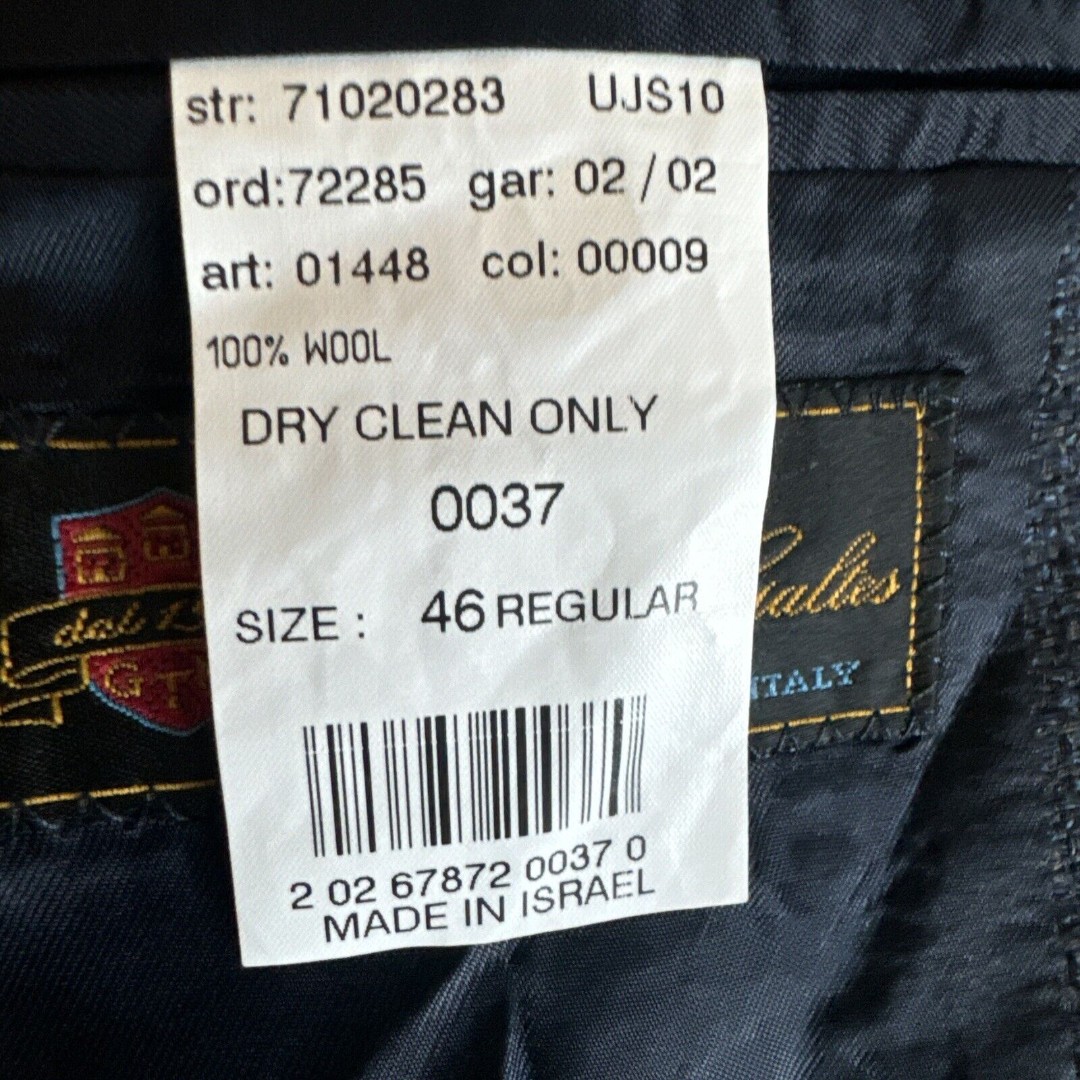 str: 71020283 UJS10
ord:72285 gar: 02 / 02
art: 01448 col: 00009
100% WOOL
DRY CLEAN ONLY
0037
SIZE : 46 REGULAR
2 02 67872 0037 0
MADE IN ISRAEL
dal
GT
ITALY